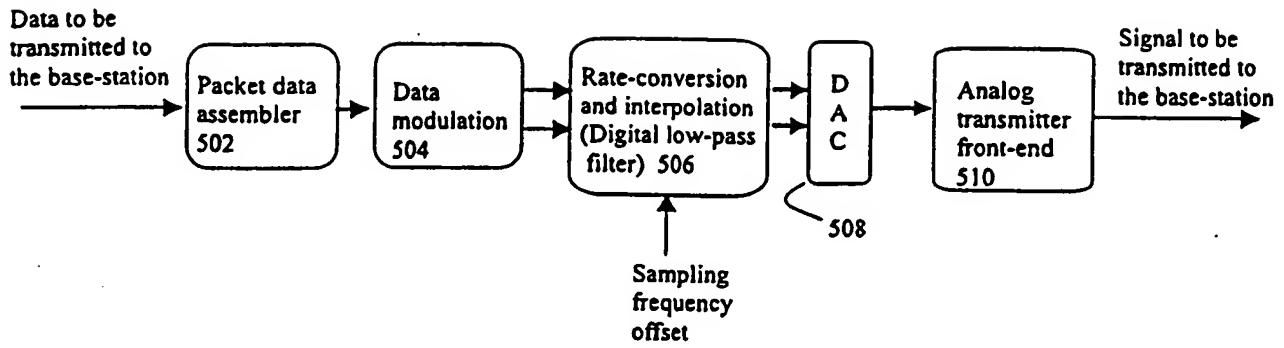 Data to be
transmitted to
the base-station
Packet data
assembler
502
Data
modulation
504
Rate-conversion
and interpolation
(Digital low-pass
filter) 506
D
A
C
508
Analog
transmitter
front-end
510
Signal to be
transmitted to
the base-station
Sampling
frequency
offset